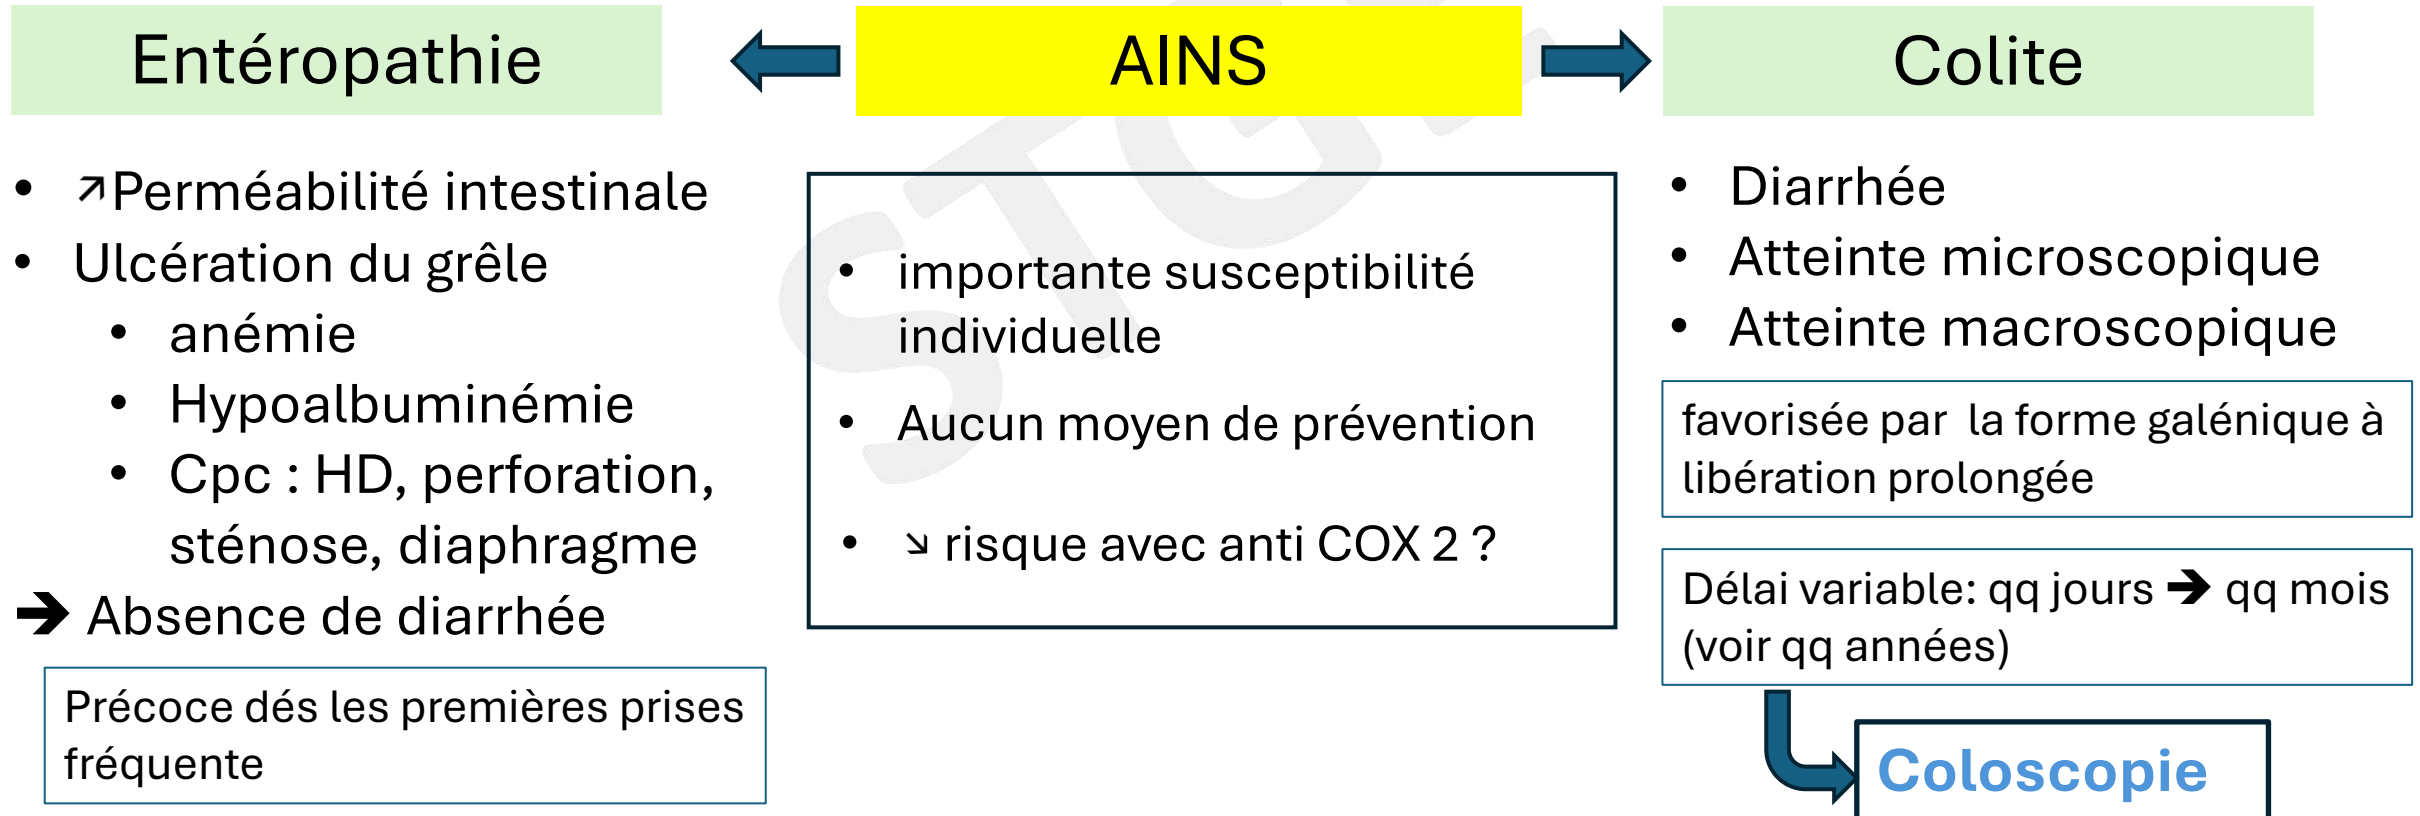 Entéropathie
AINS
Colite
• ↗Perméabilité intestinale
• Ulcération du grêle
• anémie
• Hypoalbuminémie
• Cpc : HD, perforation,
sténose, diaphragme
➔ Absence de diarrhée
Précoce dés les premières prises
fréquente
• importante susceptibilité
individuelle
• Aucun moyen de prévention
• ↘ risque avec anti COX 2 ?
• Diarrhée
• Atteinte microscopique
• Atteinte macroscopique
favorisée par la forme galénique à
libération prolongée
Délai variable: qq jours ➔ qq mois
(voir qq années)
Coloscopie